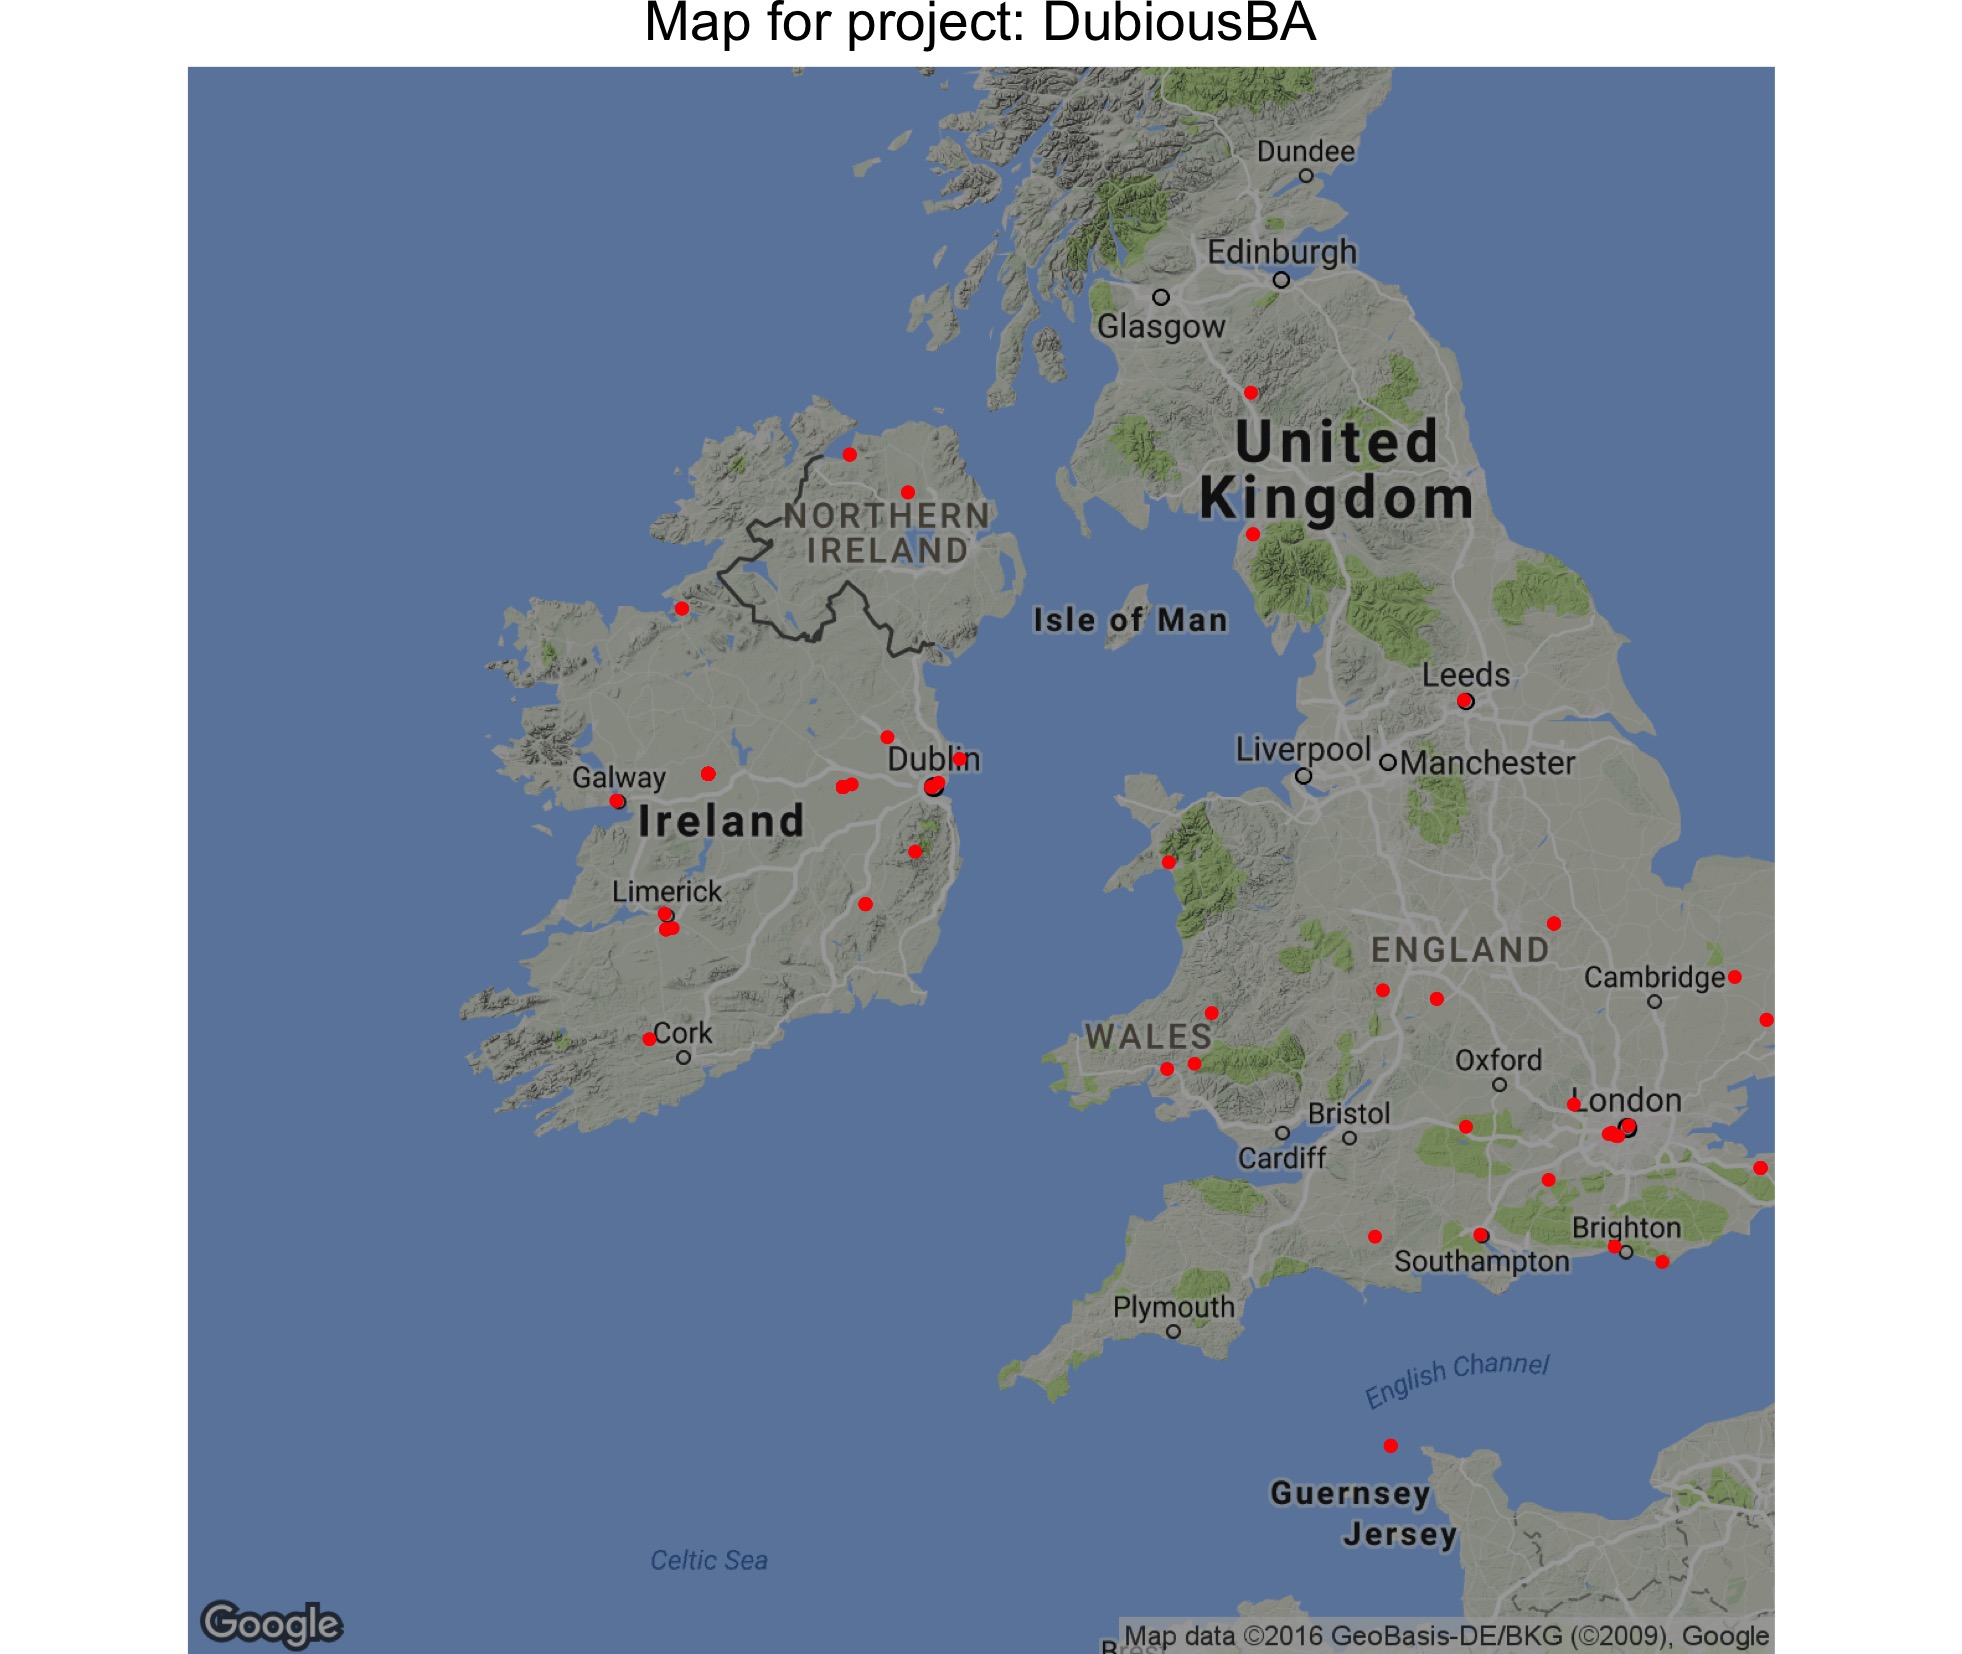 Map for project: DubiousBA
Dundee
Edinburgh
Glasgow
United
Kingdom
NORTHERN
IRELAND
Isle of Man
Leeds
Liverpool
Manchester
Dublin
Galway
Ireland
Limerick
ENGLAND
Cambridge
Cork
WALES
Oxford
London
Bristol
Cardiff
Brighton
Southampton
Plymouth
English Channel
Guernsey
Jersey
Celtic Sea
Google
Map data ©2016 GeoBasis-DE/BKG (©2009), Google